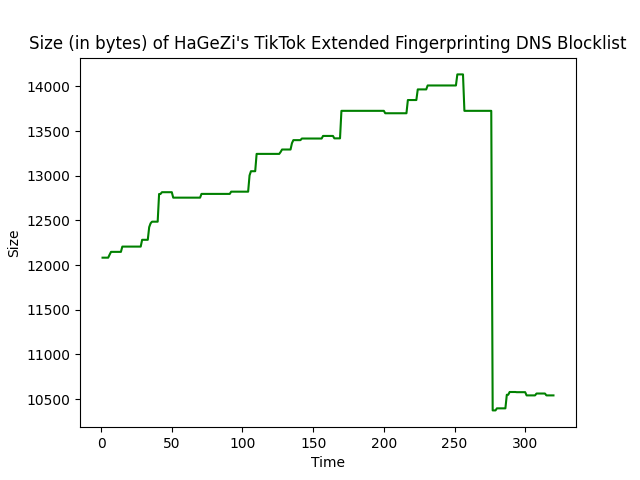 Size (in bytes) of HaGeZi's TikTok Extended Fingerprinting DNS Blocklist
14000
13500
13000
12500
12000
11500
11000
10500
Size
0 50 100 150 200 250 300
Time